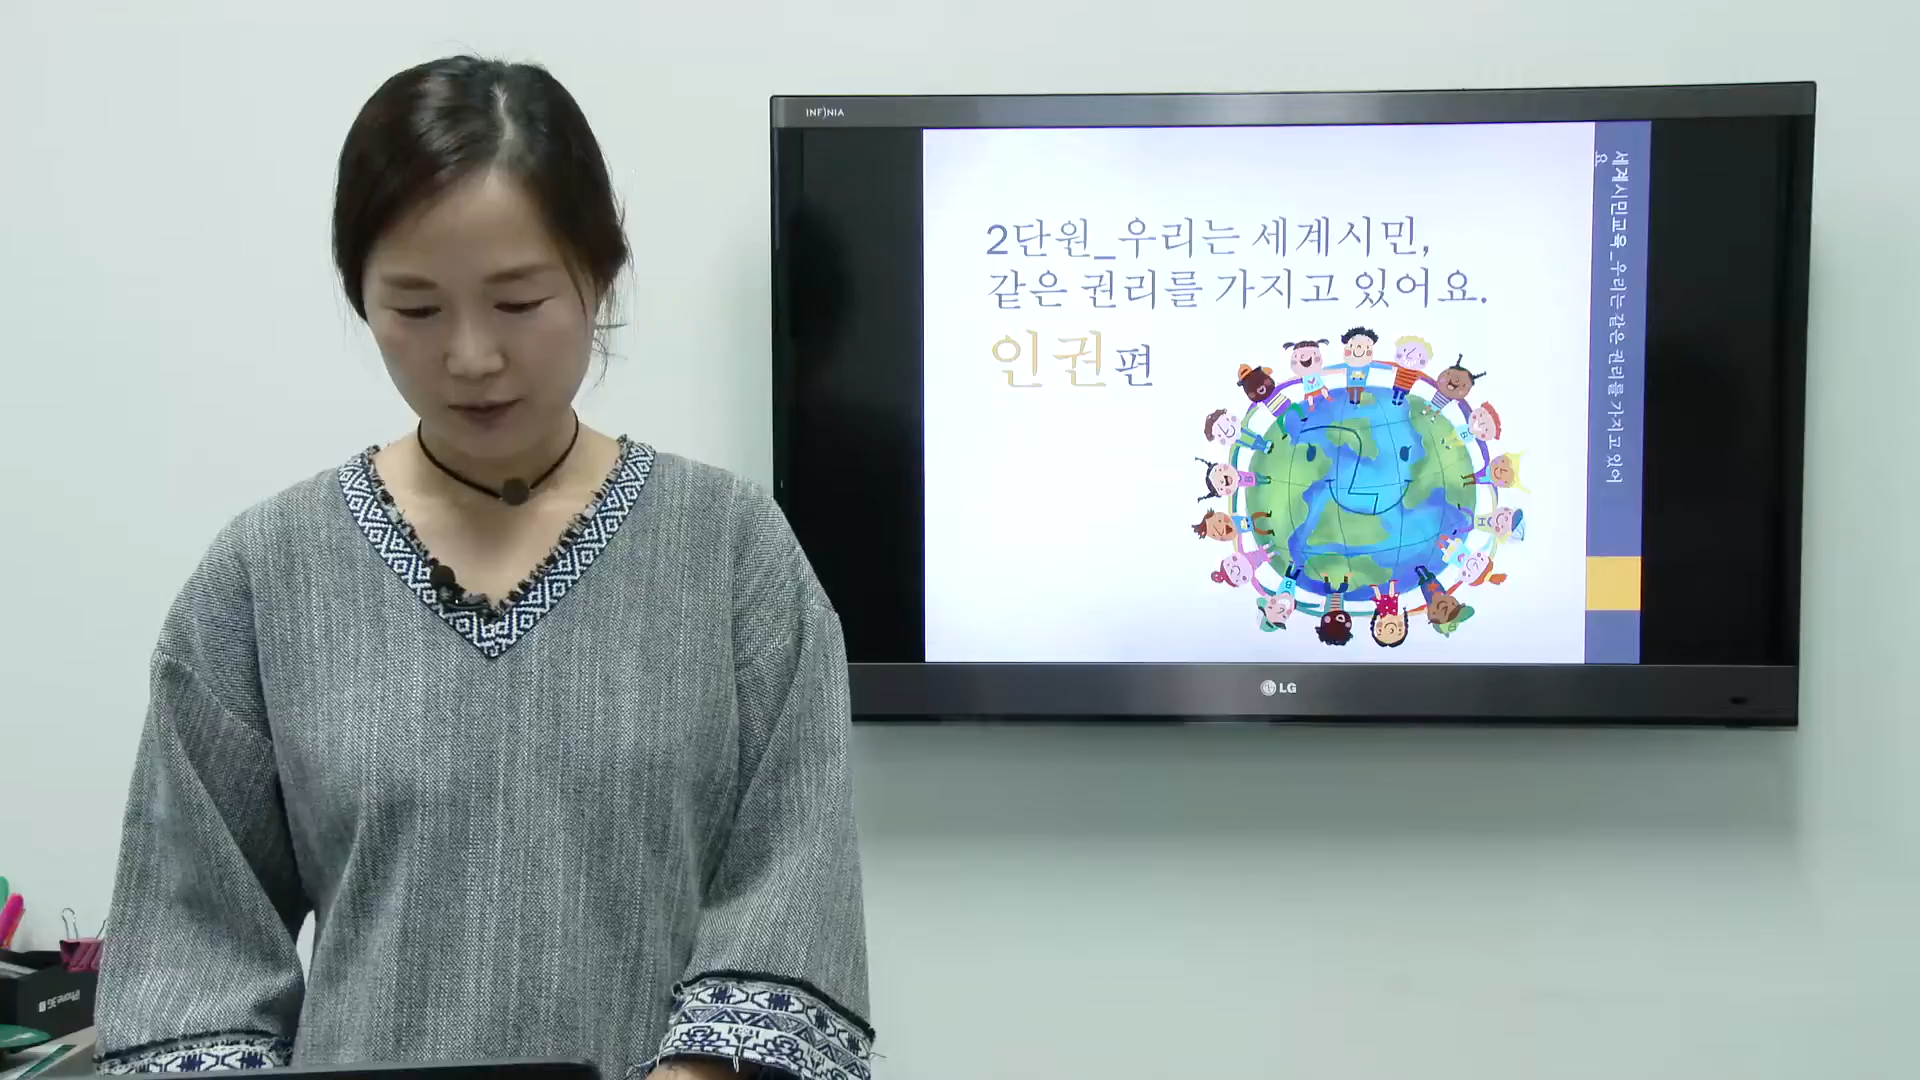 INFINIA
2단원_우리는 세계시민,
같은 권리를 가지고 있어요.
인권편
세계시민교육_우리는 같은 권리를 가지고 있어
요
LG
iPhone 3G